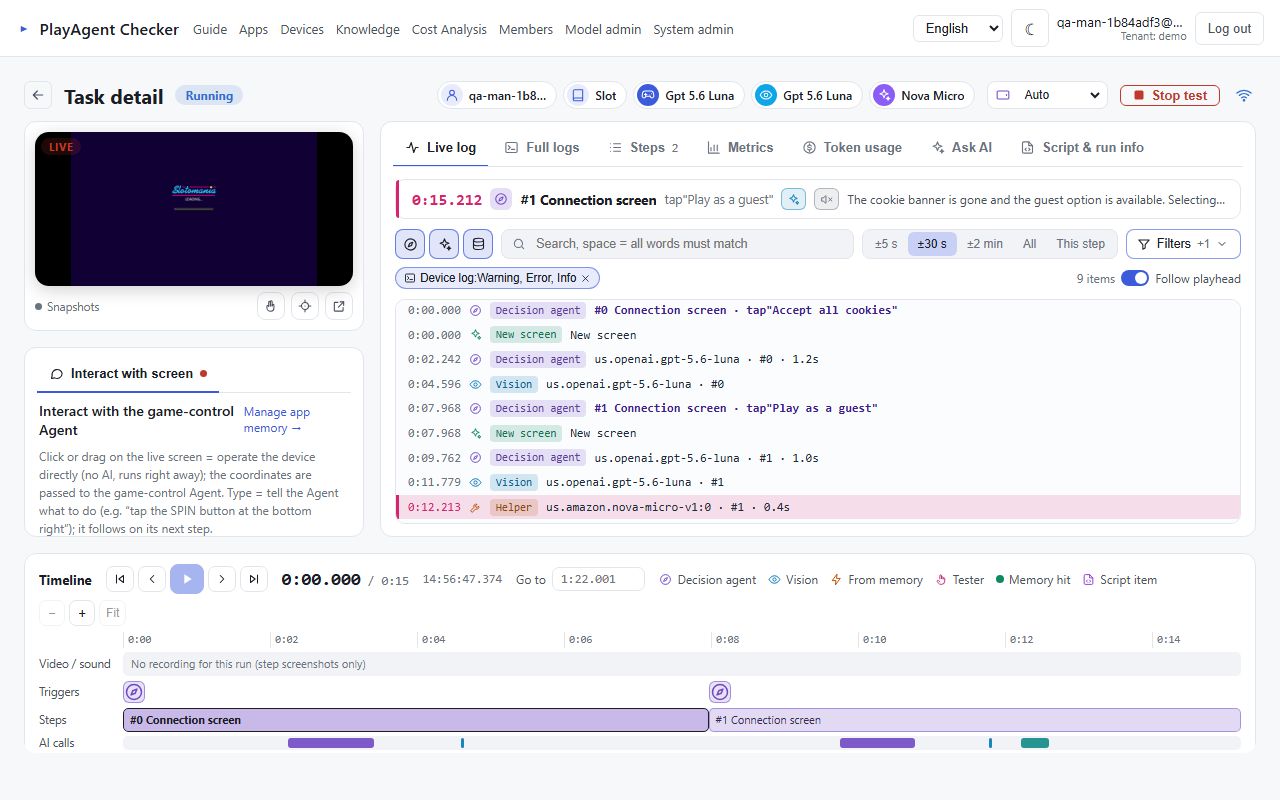 PlayAgent Checker Guide Apps Devices Knowledge Cost Analysis Members Model admin System admin English qa-man-1b84adf3@... Log out
Tenant: demo
Task detail Running qa-man-1b8... Slot Gpt 5.6 Luna Gpt 5.6 Luna Nova Micro Auto Stop test
LIVE
Slotomania
LOADING...
Snapshots
Interact with screen
Interact with the game-control Agent
Manage app memory →
Click or drag on the live screen = operate the device
directly (no AI, runs right away); the coordinates are
passed to the game-control Agent. Type = tell the Agent
what to do (e.g. “tap the SPIN button at the bottom
right”); it follows on its next step.
Live log Full logs Steps 2 Metrics Token usage Ask AI Script & run info
0:15.212 #1 Connection screen tap"Play as a guest" The cookie banner is gone and the guest option is available. Selecting...
Search, space = all words must match ±5 s ±30 s ±2 min All This step Filters +1
Device log:Warning, Error, Info × 9 items Follow playhead
0:00.000 Decision agent #0 Connection screen · tap"Accept all cookies"
0:00.000 New screen New screen
0:02.242 Decision agent us.openai.gpt-5.6-luna · #0 · 1.2s
0:04.596 Vision us.openai.gpt-5.6-luna · #0
0:07.968 Decision agent #1 Connection screen · tap"Play as a guest"
0:07.968 New screen New screen
0:09.762 Decision agent us.openai.gpt-5.6-luna · #1 · 1.0s
0:11.779 Vision us.openai.gpt-5.6-luna · #1
0:12.213 Helper us.amazon.nova-micro-v1:0 · #1 · 0.4s
Timeline 0:00.000 / 0:15 14:56:47.374 Go to 1:22.001 Decision agent Vision From memory Tester Memory hit Script item
− + Fit
0:00 0:02 0:04 0:06 0:08 0:10 0:12 0:14
Video / sound No recording for this run (step screenshots only)
Triggers
Steps #0 Connection screen #1 Connection screen
AI calls